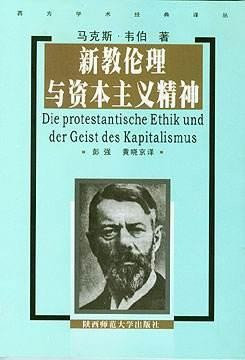 西方学术经典译丛
马克斯·韦伯 著
新教伦理
与资本主义精神
Die protestantische Ethik und
der Geist des Kapitalismus
彭强 黄晓京译
陕西师范大学出版社